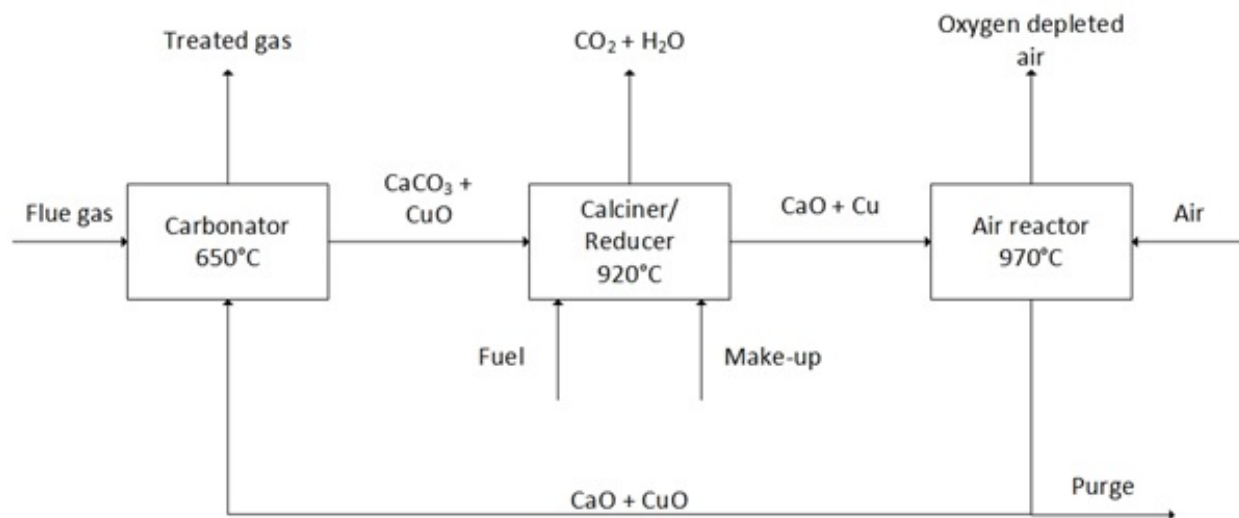 Treated gas
CO₂ + H₂O
Oxygen depleted
air
Flue gas
Carbonator
650°C
CaCO₃ +
CuO
Calciner/
Reducer
920°C
CaO + Cu
Air reactor
970°C
Air
Fuel
Make-up
CaO + CuO
Purge